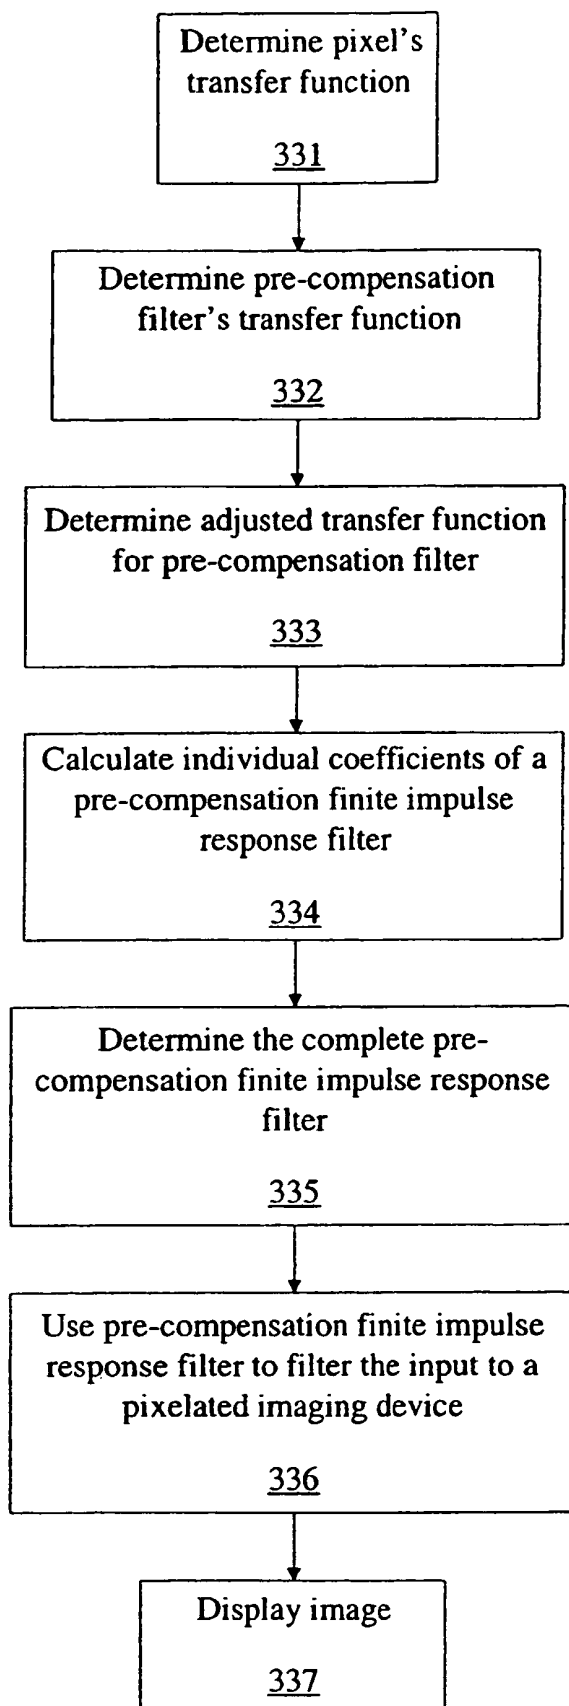 Determine pixel's
transfer function
331
Determine pre-compensation
filter's transfer function
332
Determine adjusted transfer function
for pre-compensation filter
333
Calculate individual coefficients of a
pre-compensation finite impulse
response filter
334
Determine the complete pre-
compensation finite impulse response
filter
335
Use pre-compensation finite impulse
response filter to filter the input to a
pixelated imaging device
336
Display image
337